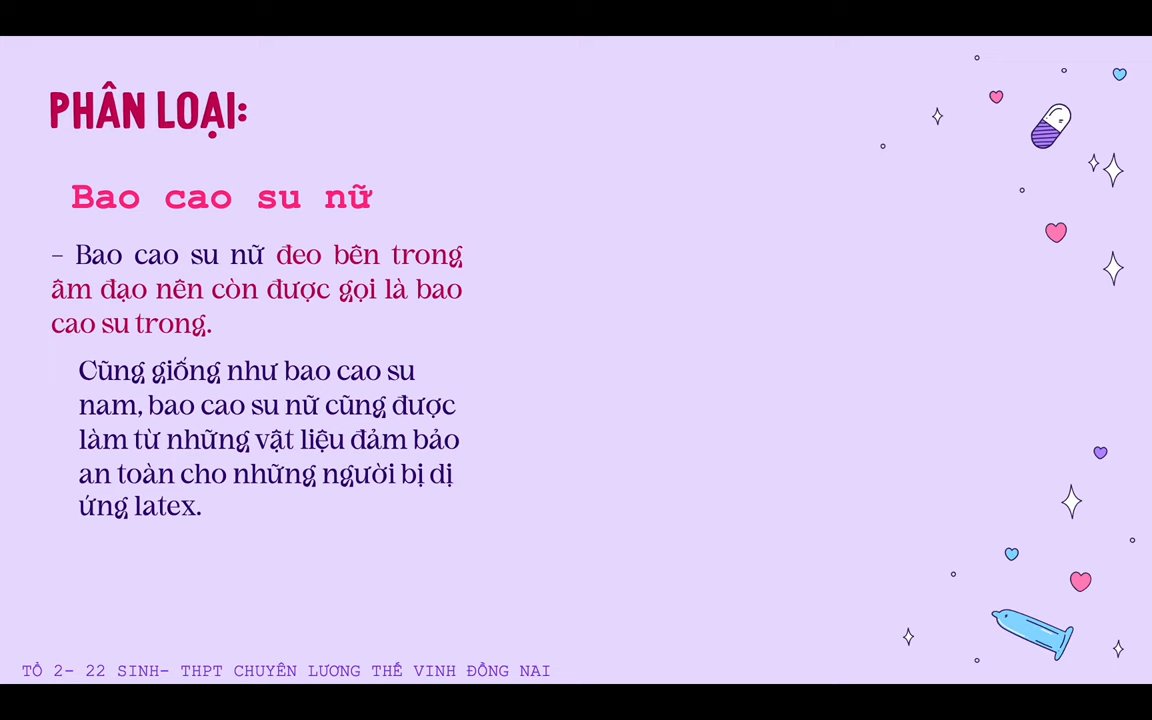 PHÂN LOẠI:
Bao cao su nữ
- Bao cao su nữ đeo bên trong
âm đạo nên còn được gọi là bao
cao su trong.
Cũng giống như bao cao su
nam, bao cao su nữ cũng được
làm từ những vật liệu đảm bảo
an toàn cho những người bị dị
ứng latex.
TỔ 2- 22 SINH- THPT CHUYÊN LƯƠNG THẾ VINH ĐỒNG NAI